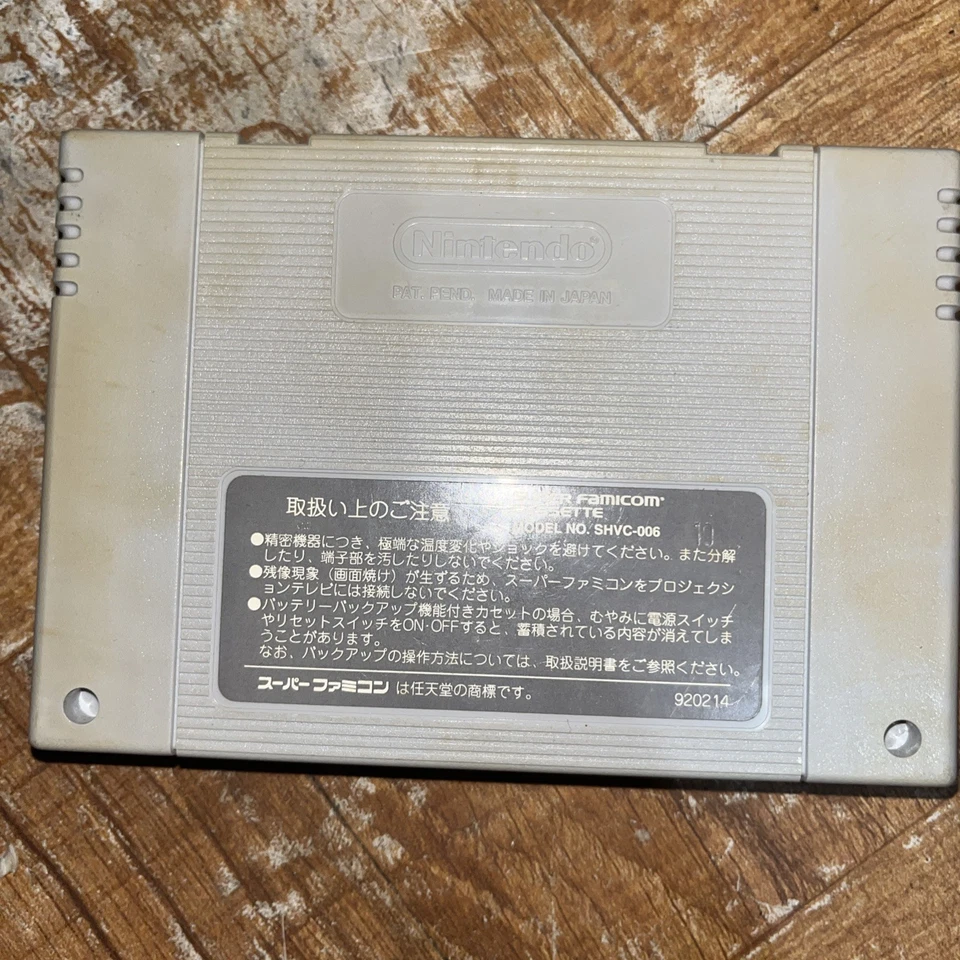 Nintendo®
PAT. PEND. MADE IN JAPAN
取扱い上のご注意
FAMICOM®
MODEL NO. SHVC-006
10
●精密機器につき、極端な温度変化やショックを避けてください。また分解
したり、端子部を汚したりしないでください。
●残像現象（画面焼け）が生ずるため、スーパーファミコンをプロジェクシ
ョンテレビには接続しないでください。
●バッテリーバックアップ機能付きカセットの場合、むやみに電源スイッチ
やリセットスイッチをON·OFFすると、蓄積されている内容が消えてしま
うことがあります。
なお、バックアップの操作方法については、取扱説明書をご参照ください。
スーパーファミコン は任天堂の商標です。
920214